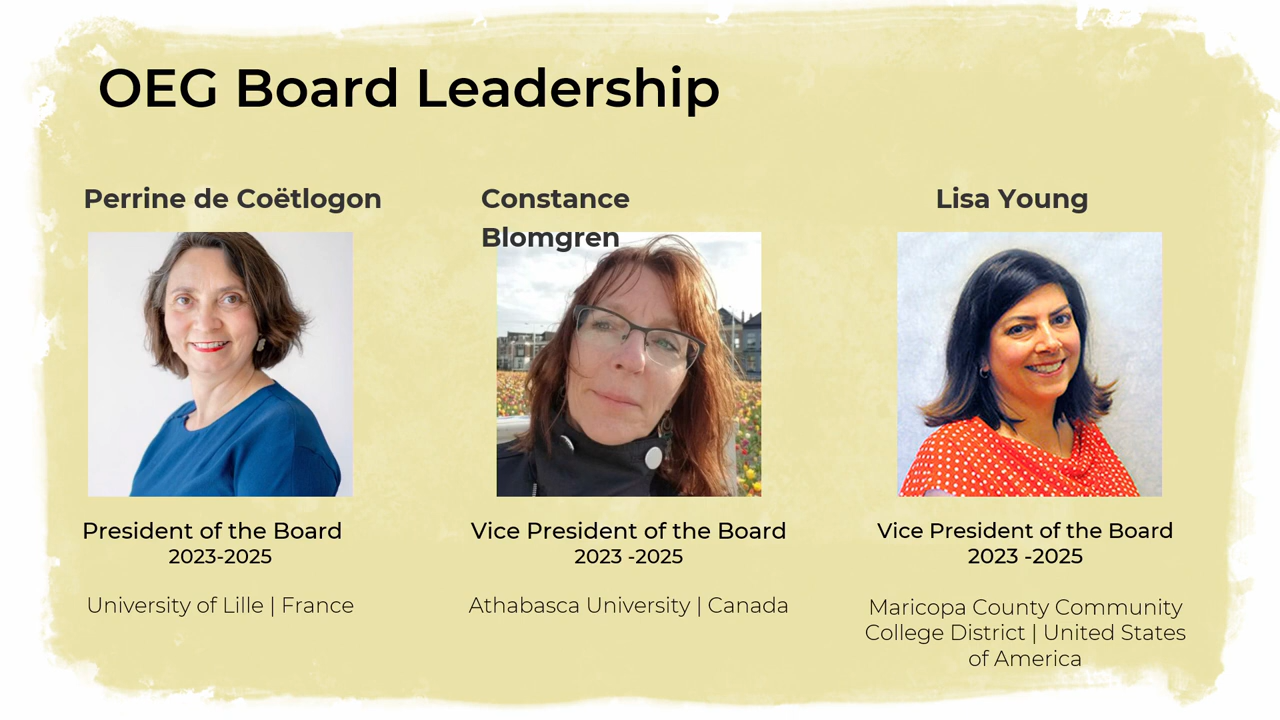 OEG Board Leadership
Perrine de Coëtlogon
Constance
Blomgren
Lisa Young
President of the Board
2023-2025
University of Lille | France
Vice President of the Board
2023 -2025
Athabasca University | Canada
Vice President of the Board
2023 -2025
Maricopa County Community
College District | United States
of America